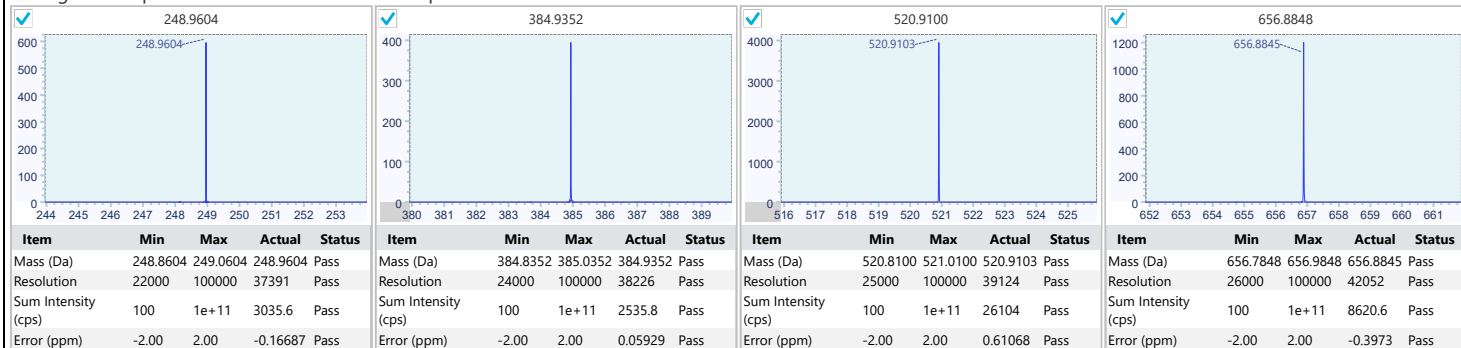 248.9604
248.9604
600
500
400
300
200
100
0
244 245 246 247 248 249 250 251 252 253
Item Min Max Actual Status
Mass (Da) 248.8604 249.0604 248.9604 Pass
Resolution 22000 100000 37391 Pass
Sum Intensity (cps) 100 1e+11 3035.6 Pass
Error (ppm) -2.00 2.00 -0.16687 Pass
384.9352
400
300
200
100
0
380 381 382 383 384 385 386 387 388 389
Item Min Max Actual Status
Mass (Da) 384.8352 385.0352 384.9352 Pass
Resolution 24000 100000 38226 Pass
Sum Intensity (cps) 100 1e+11 2535.8 Pass
Error (ppm) -2.00 2.00 0.05929 Pass
520.9100
520.9103
4000
3000
2000
1000
0
516 517 518 519 520 521 522 523 524 525
Item Min Max Actual Status
Mass (Da) 520.8100 521.0100 520.9103 Pass
Resolution 25000 100000 39124 Pass
Sum Intensity (cps) 100 1e+11 26104 Pass
Error (ppm) -2.00 2.00 0.61068 Pass
656.8848
656.8845
1200
1000
800
600
400
200
0
652 653 654 655 656 657 658 659 660 661
Item Min Max Actual Status
Mass (Da) 656.7848 656.9848 656.8845 Pass
Resolution 26000 100000 42052 Pass
Sum Intensity (cps) 100 1e+11 8620.6 Pass
Error (ppm) -2.00 2.00 -0.3973 Pass